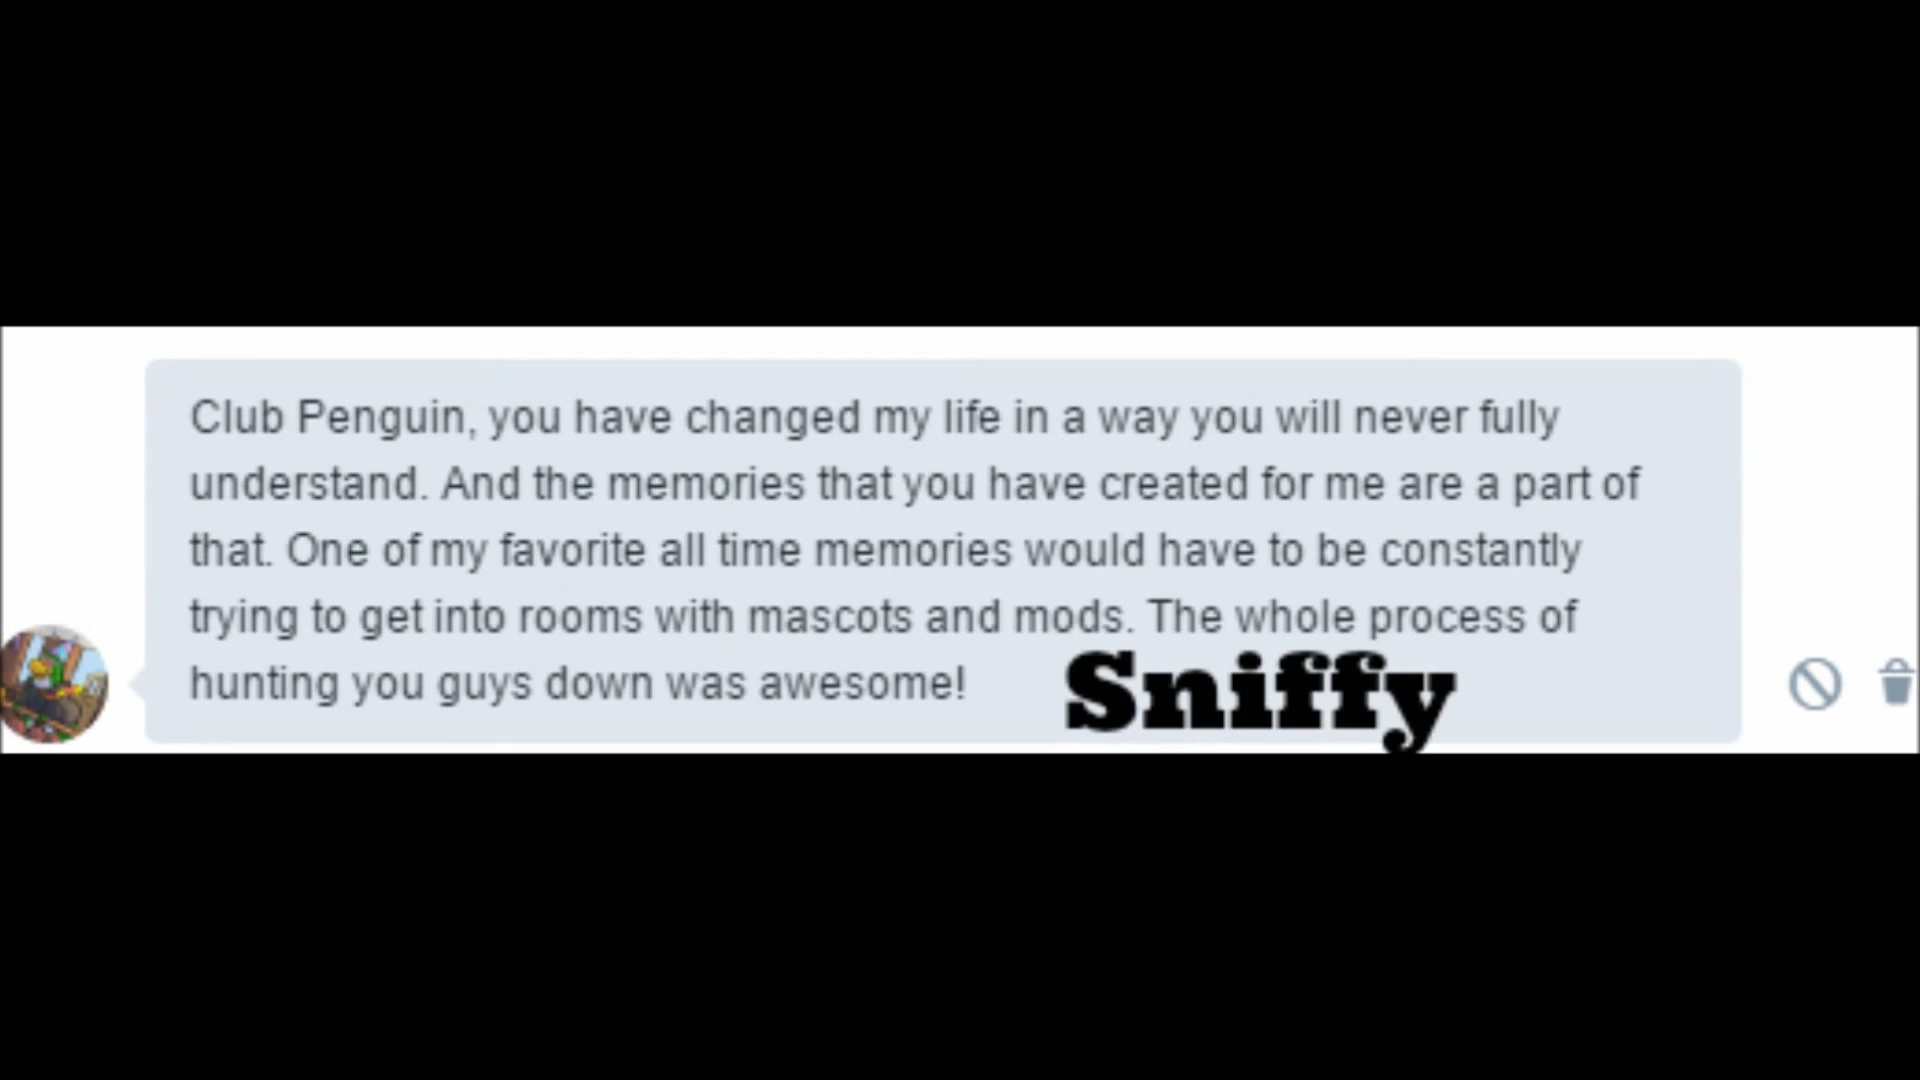 Club Penguin, you have changed my life in a way you will never fully
understand. And the memories that you have created for me are a part of
that. One of my favorite all time memories would have to be constantly
trying to get into rooms with mascots and mods. The whole process of
hunting you guys down was awesome!
Sniffy